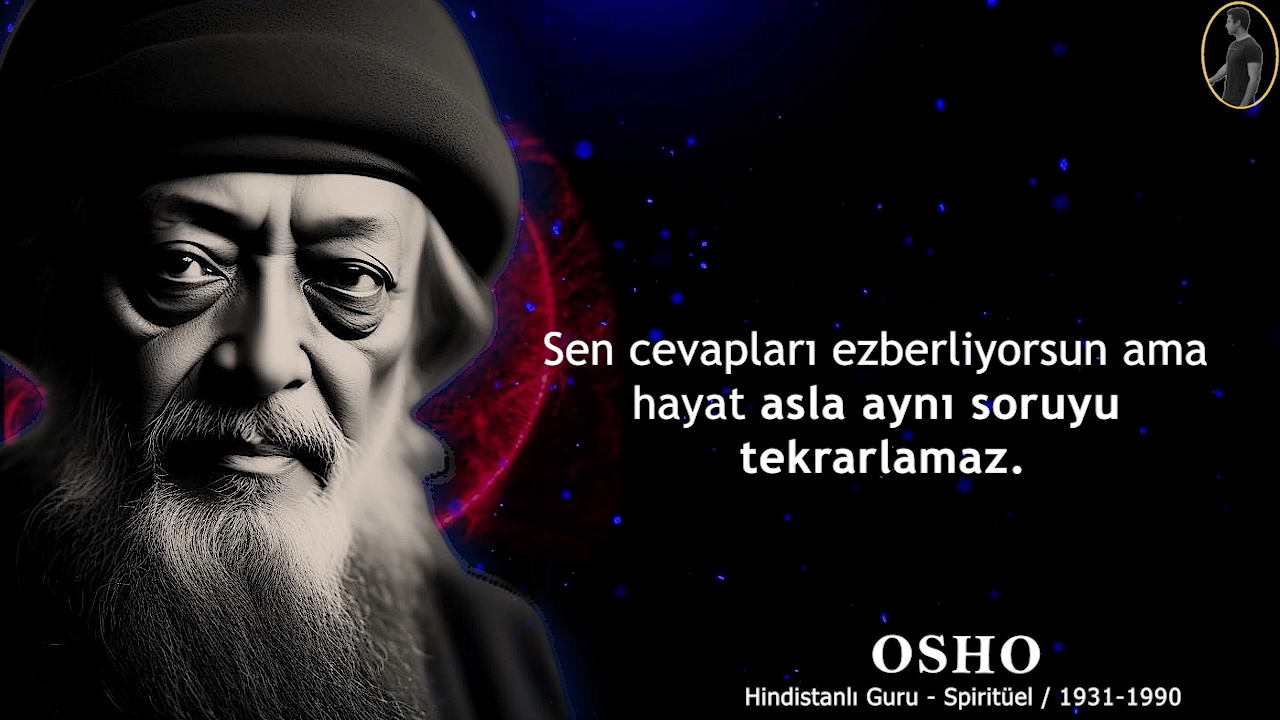 Sen cevapları ezberliyorsun ama
hayat asla aynı soruyu
tekrarlamaz.
OSHO
Hindistanlı Guru - Spiritüel / 1931-1990